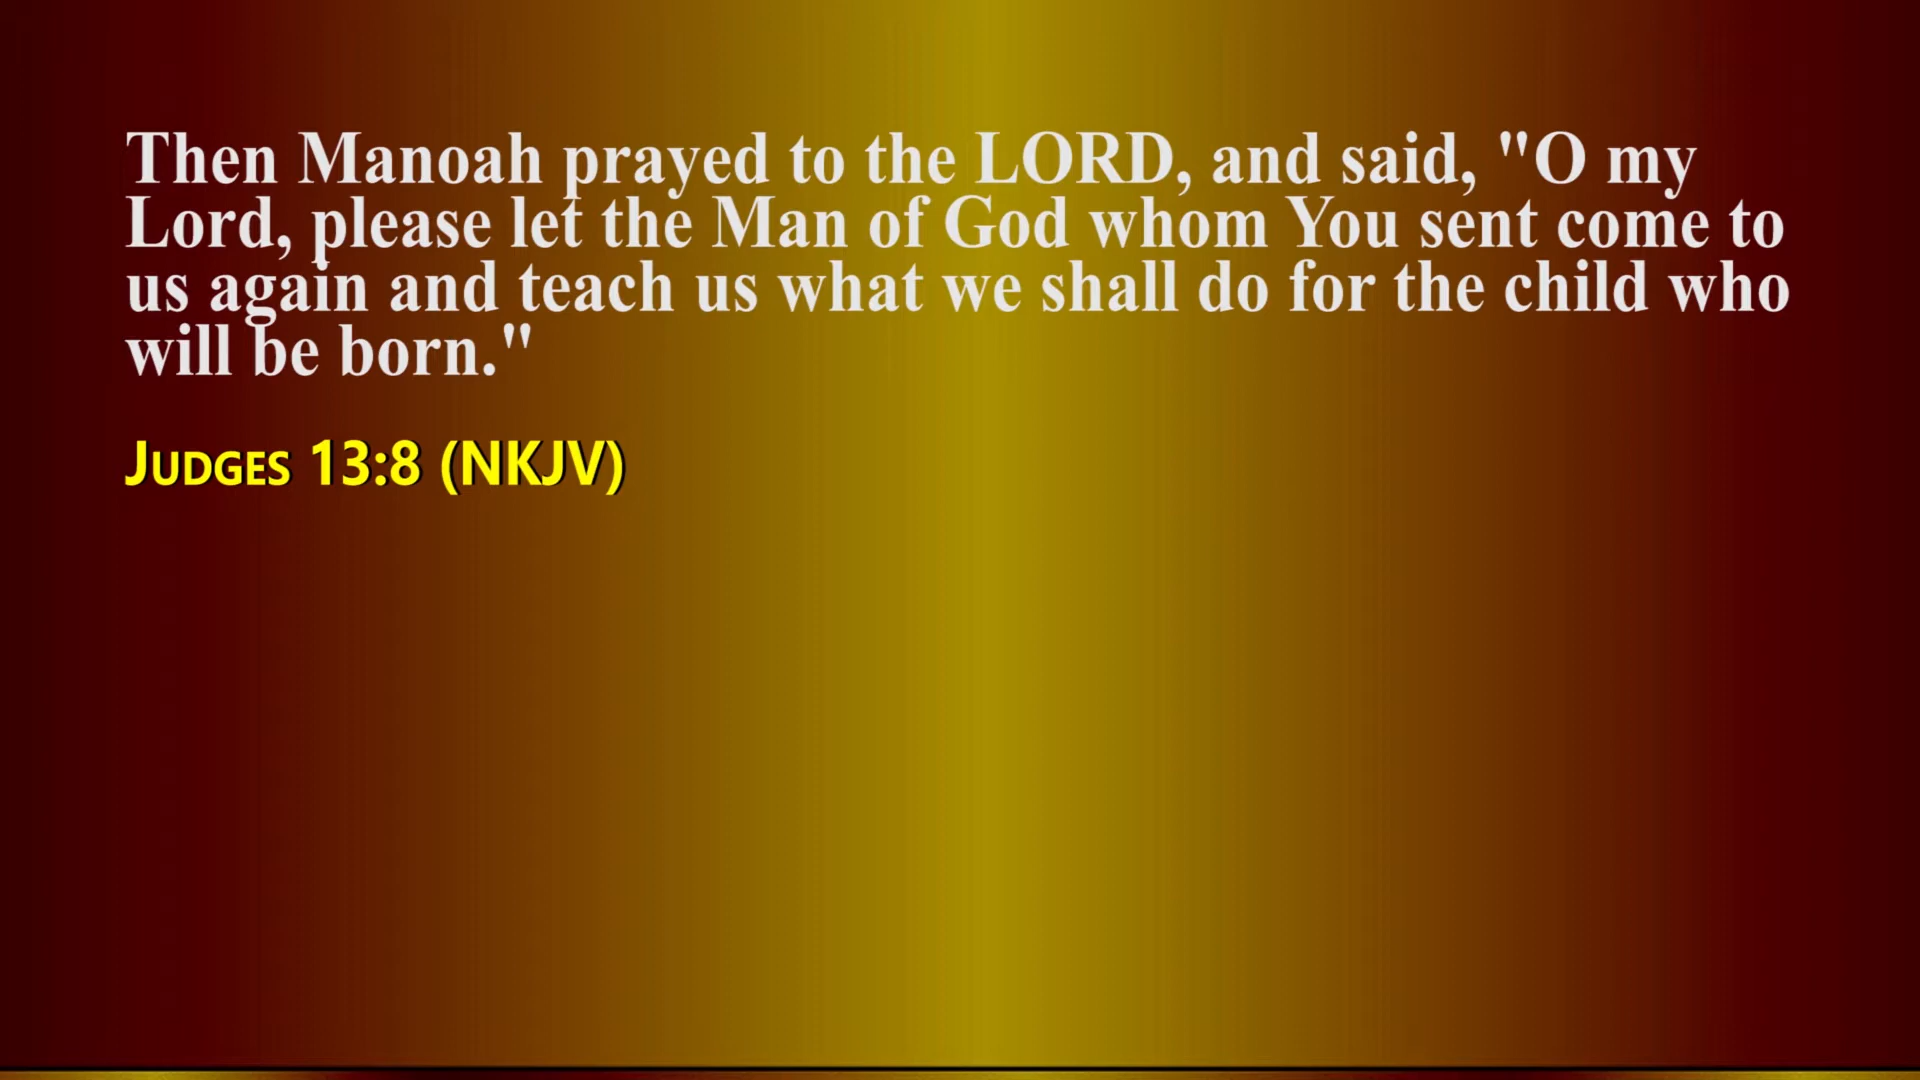 Then Manoah prayed to the LORD, and said, "O my
Lord, please let the Man of God whom You sent come to
us again and teach us what we shall do for the child who
will be born."
Judges 13:8 (NKJV)